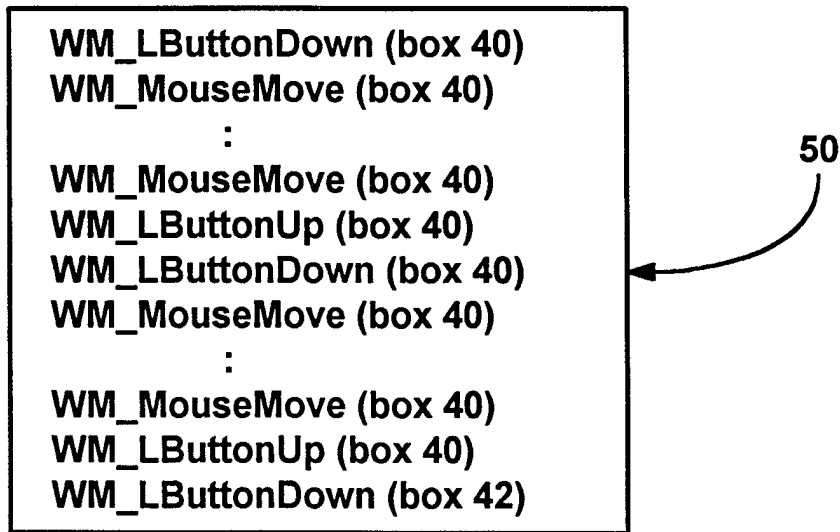 WM_LButtonDown (box 40)
WM_MouseMove (box 40)
:
WM_MouseMove (box 40)
WM_LButtonUp (box 40)
WM_LButtonDown (box 40)
WM_MouseMove (box 40)
:
WM_MouseMove (box 40)
WM_LButtonUp (box 40)
WM_LButtonDown (box 42)
50